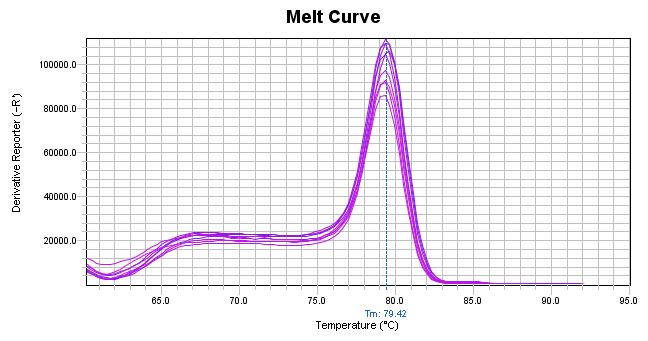 Melt Curve
Derivative Reporter (-R')
100000.0
80000.0
60000.0
40000.0
20000.0
65.0 70.0 75.0 80.0 85.0 90.0 95.0
Tm: 79.42
Temperature (°C)